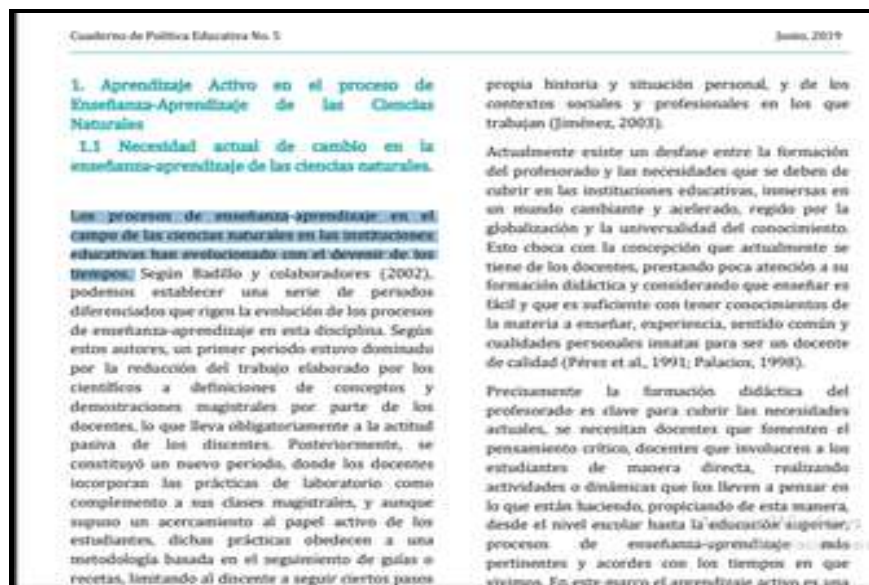 Cuaderno de Política Educativa No. 5
Junio, 2019
1. Aprendizaje Activo en el proceso de
Enseñanza-Aprendizaje de las Ciencias
Naturales
1.1 Necesidad actual de cambio en la
enseñanza-aprendizaje de las ciencias naturales.
Los procesos de enseñanza-aprendizaje en el
campo de las ciencias naturales en las instituciones
educativas han evolucionado con el devenir de los
tiempos. Según Badillo y colaboradores (2002),
podemos establecer una serie de periodos
diferenciados que rigen la evolución de los procesos
de enseñanza-aprendizaje en esta disciplina. Según
estos autores, un primer periodo estuvo dominado
por la reducción del trabajo elaborado por los
científicos a definiciones de conceptos y
demostraciones magistrales por parte de los
docentes, lo que lleva obligatoriamente a la actitud
pasiva de los discentes. Posteriormente, se
constituyó un nuevo periodo, donde los docentes
incorporan las prácticas de laboratorio como
complemento a sus clases magistrales, y aunque
supuso un acercamiento al papel activo de los
estudiantes, dichas prácticas obedecen a una
metodología basada en el seguimiento de guías o
recetas, limitando al discente a seguir ciertos pasos
propia historia y situación personal, y de los
contextos sociales y profesionales en los que
trabajan (Jiménez, 2003).
Actualmente existe un desfase entre la formación
del profesorado y las necesidades que se deben de
cubrir en las instituciones educativas, inmersas en
un mundo cambiante y acelerado, regido por la
globalización y la universalidad del conocimiento.
Esto choca con la concepción que actualmente se
tiene de los docentes, prestando poca atención a su
formación didáctica y considerando que enseñar es
fácil y que es suficiente con tener conocimientos de
la materia a enseñar, experiencia, sentido común y
cualidades personales innatas para ser un docente
de calidad (Pérez et al., 1991; Palacios, 1998).
Precisamente la formación didáctica del
profesorado es clave para cubrir las necesidades
actuales, se necesitan docentes que fomenten el
pensamiento crítico, docentes que involucren a los
estudiantes de manera directa, realizando
actividades o dinámicas que los lleven a pensar en
lo que están haciendo, propiciando de esta manera,
desde el nivel escolar hasta la educación superior,
procesos de enseñanza-aprendizaje más
pertinentes y acordes con los tiempos en que
vivimos. En este marco el aprendizaje activo es una